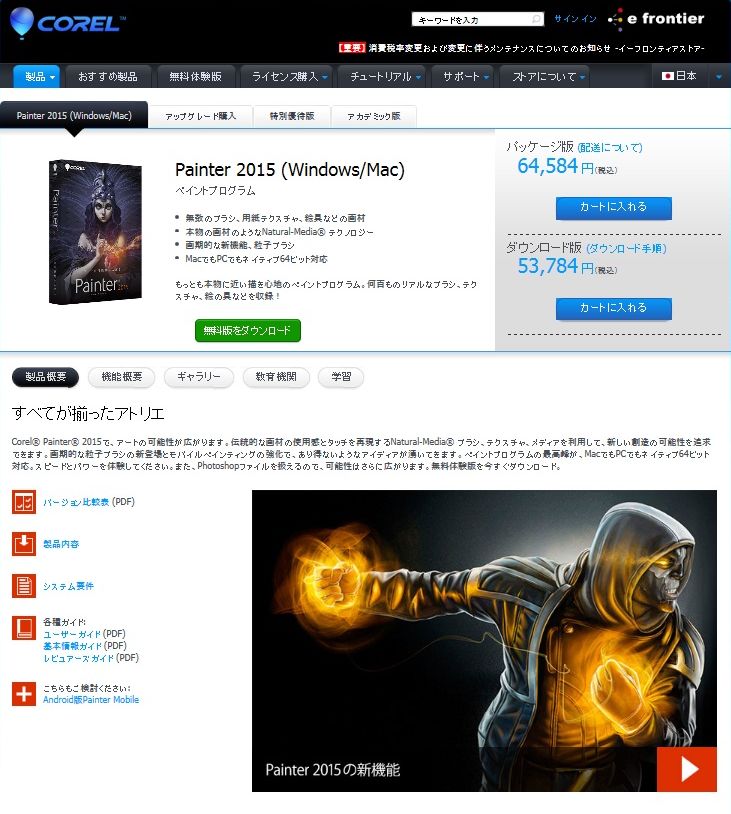 COREL™
キーワードを入力
サインイン
e frontier
【重要】消費税率変更および変更に伴うメンテナンスについてのお知らせ -イーフロンティアストア-
製品
おすすめ製品
無料体験版
ライセンス購入
チュートリアル
サポート
ストアについて
日本
Painter 2015 (Windows/Mac)
アップグレード購入
特別優待版
アカデミック版
COREL
Painter
Painter 2015
Painter 2015 (Windows/Mac)
ペイントプログラム
• 無数のブラシ、用紙テクスチャ、絵具などの画材
• 本物の画材のようなNatural-Media® テクノロジー
• 画期的な新機能、粒子ブラシ
• MacでもPCでもネイティブ64ビット対応
もっとも本物に近い描き心地のペイントプログラム。何百ものリアルなブラシ、テク
スチャ、絵の具などを収録！
無料版をダウンロード
パッケージ版 (配送について)
64,584 円(税込)
カートに入れる
ダウンロード版 (ダウンロード手順)
53,784 円(税込)
カートに入れる
製品概要
機能概要
ギャラリー
教育機関
学習
すべてが揃ったアトリエ
Corel® Painter® 2015で、アートの可能性が広がります。伝統的な画材の使用感とタッチを再現するNatural-Media® ブラシ、テクスチャ、メディアを利用して、新しい創造の可能性を追求
できます。画期的な粒子ブラシの新登場とモバイル ペインティングの強化で、あり得ないようなアイディアが湧いてきます。ペイントプログラムの最高峰が、MacでもPCでもネイティブ64ビット
対応。スピードとパワーを体験してください。また、Photoshopファイルを扱えるので、可能性はさらに広がります。無料体験版を今すぐダウンロード。
バージョン比較表 (PDF)
製品内容
システム要件
各種ガイド:
ユーザーガイド (PDF)
基本情報ガイド (PDF)
レビュアーズガイド (PDF)
こちらもご検討ください:
Android版Painter Mobile
Painter 2015の新機能